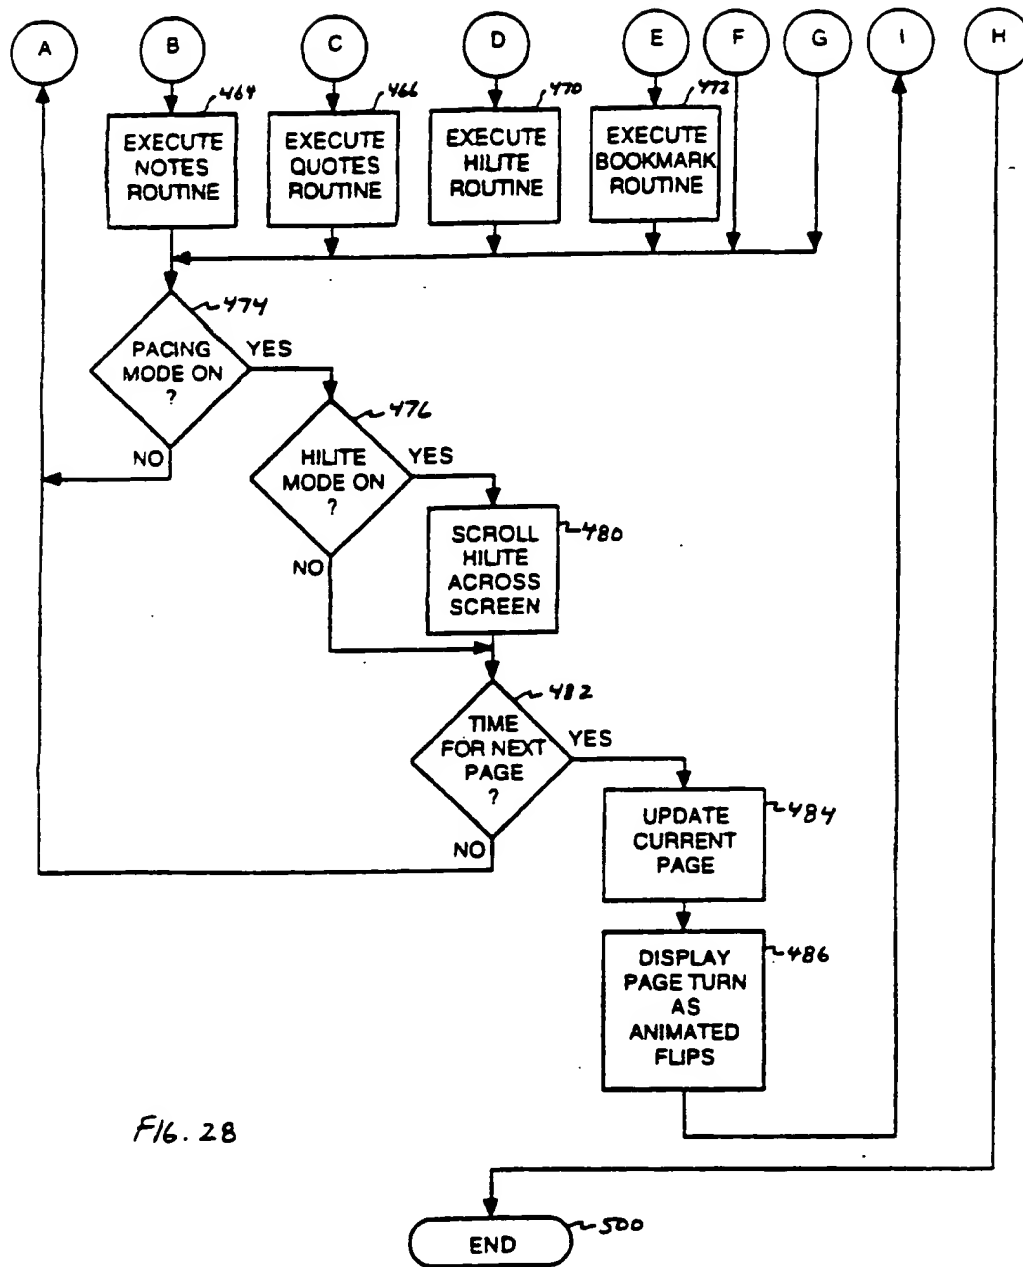 A B C D E F G I H
464 466 470 472
EXECUTE
NOTES
ROUTINE
EXECUTE
QUOTES
ROUTINE
EXECUTE
HILITE
ROUTINE
EXECUTE
BOOKMARK
ROUTINE
474
PACING
MODE ON
?
YES
NO
476
HILITE
MODE ON
?
YES
NO
480
SCROLL
HILITE
ACROSS
SCREEN
482
TIME
FOR NEXT
PAGE
?
YES
NO
484
UPDATE
CURRENT
PAGE
486
DISPLAY
PAGE TURN
AS
ANIMATED
FLIPS
FIG. 28
500
END